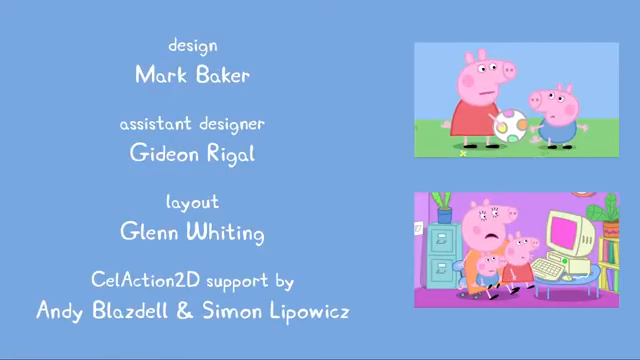 design
Mark Baker
assistant designer
Gideon Rigal
layout
Glenn Whiting
CelAction2D support by
Andy Blazdell & Simon Lipowicz